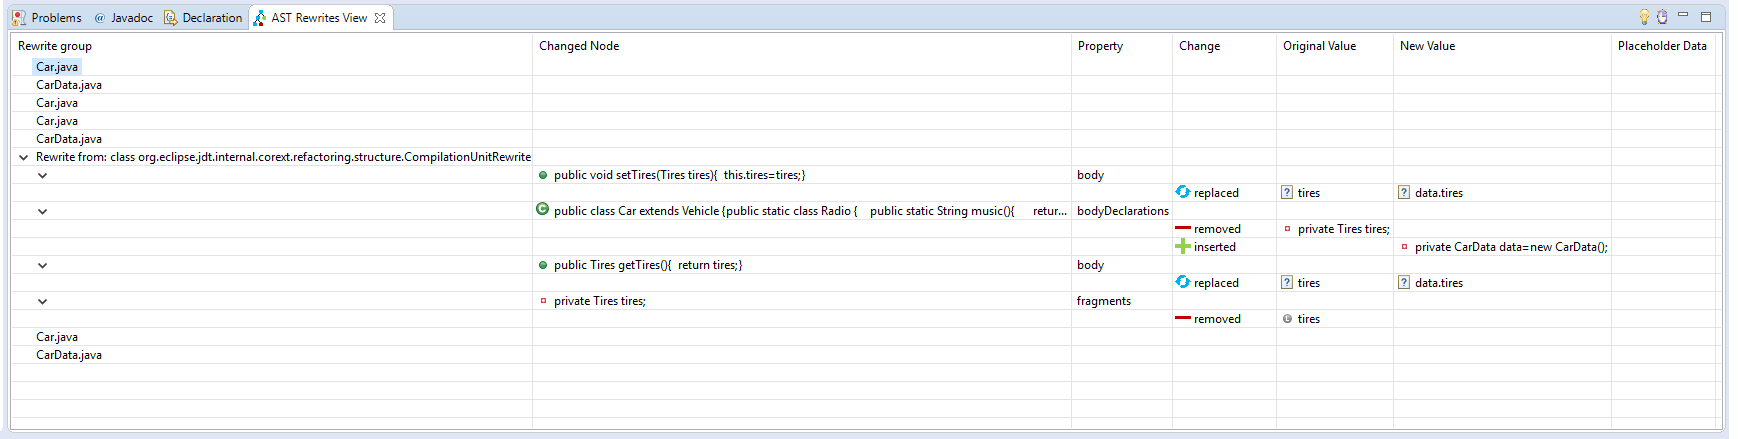 Problems @ Javadoc Declaration AST Rewrites View
Rewrite group Changed Node Property Change Original Value New Value Placeholder Data
Car.java
CarData.java
Car.java
Car.java
CarData.java
Rewrite from: class org.eclipse.jdt.internal.corext.refactoring.structure.CompilationUnitRewrite
public void setTires(Tires tires){ this.tires=tires;} body
replaced ? tires ? data.tires
C public class Car extends Vehicle {public static class Radio { public static String music(){ retur... bodyDeclarations
removed private Tires tires;
inserted private CarData data=new CarData();
public Tires getTires(){ return tires;} body
replaced ? tires ? data.tires
private Tires tires; fragments
removed tires
Car.java
CarData.java